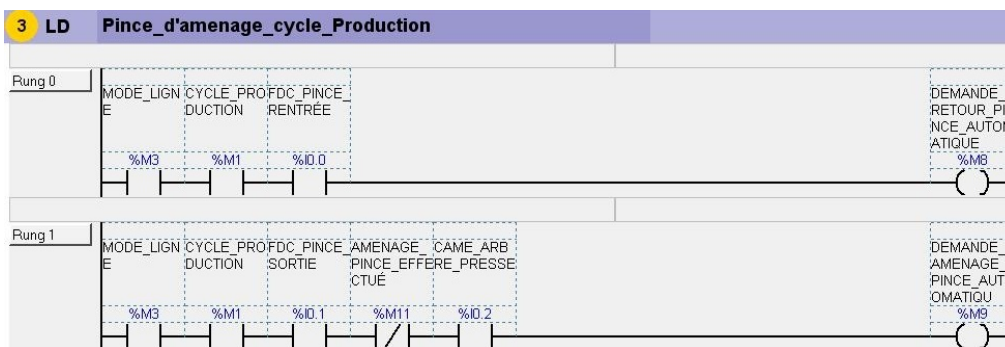 3 LD Pince_d'amenage_cycle_Production
Rung 0
MODE_LIGN CYCLE_PRO FDC_PINCE_ DEMANDE_
E DUCTION RENTRÉE RETOUR_PI
NCE_AUTOM
ATIQUE
%M3 %M1 %I0.0 %M8
Rung 1
MODE_LIGN CYCLE_PRO FDC_PINCE_ AMENAGE_ CAME_ARB DEMANDE_
E DUCTION SORTIE PINCE_EFFE RE_PRESSE AMENAGE_
CTUÉ PINCE_AUT
OMATIQU
%M3 %M1 %I0.1 %M11 %I0.2 %M9